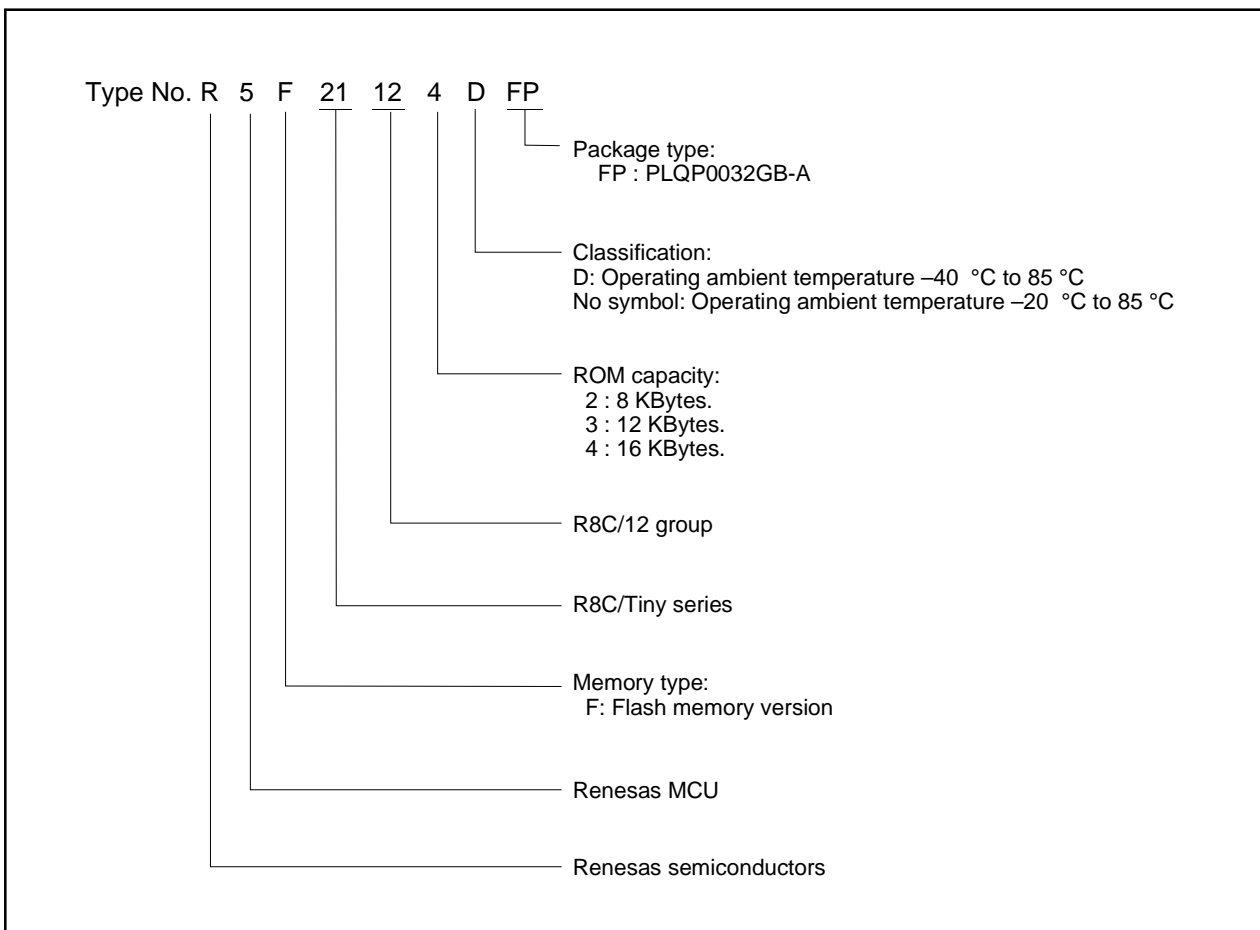 Type No. R 5 F 21 12 4 D FP
Package type:
FP : PLQP0032GB-A
Classification:
D: Operating ambient temperature –40 °C to 85 °C
No symbol: Operating ambient temperature –20 °C to 85 °C
ROM capacity:
2 : 8 KBytes.
3 : 12 KBytes.
4 : 16 KBytes.
R8C/12 group
R8C/Tiny series
Memory type:
F: Flash memory version
Renesas MCU
Renesas semiconductors